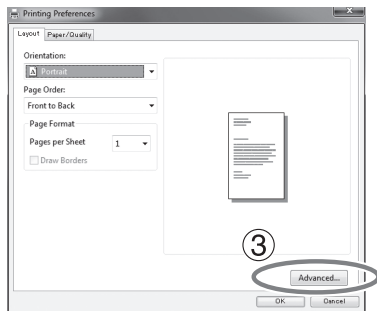 Printing Preferences
Layout Paper/Quality
Orientation:
A Portrait
Page Order:
Front to Back
Page Format
Pages per Sheet 1
Draw Borders
③
Advanced...
OK Cancel